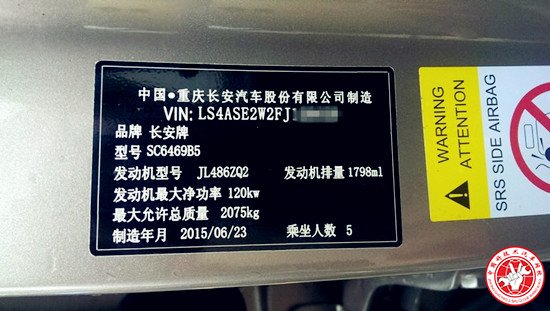 中国•重庆长安汽车股份有限公司制造
VIN: LS4ASE2W2FJ1
品牌 长安牌
型号 SC6469B5
发动机型号 JL486ZQ2 发动机排量 1798ml
发动机最大净功率 120kw
最大允许总质量 2075kg
制造年月 2015/06/23 乘坐人数 5
WARNING
ATTENTION
SRS SIDE AIRBAG